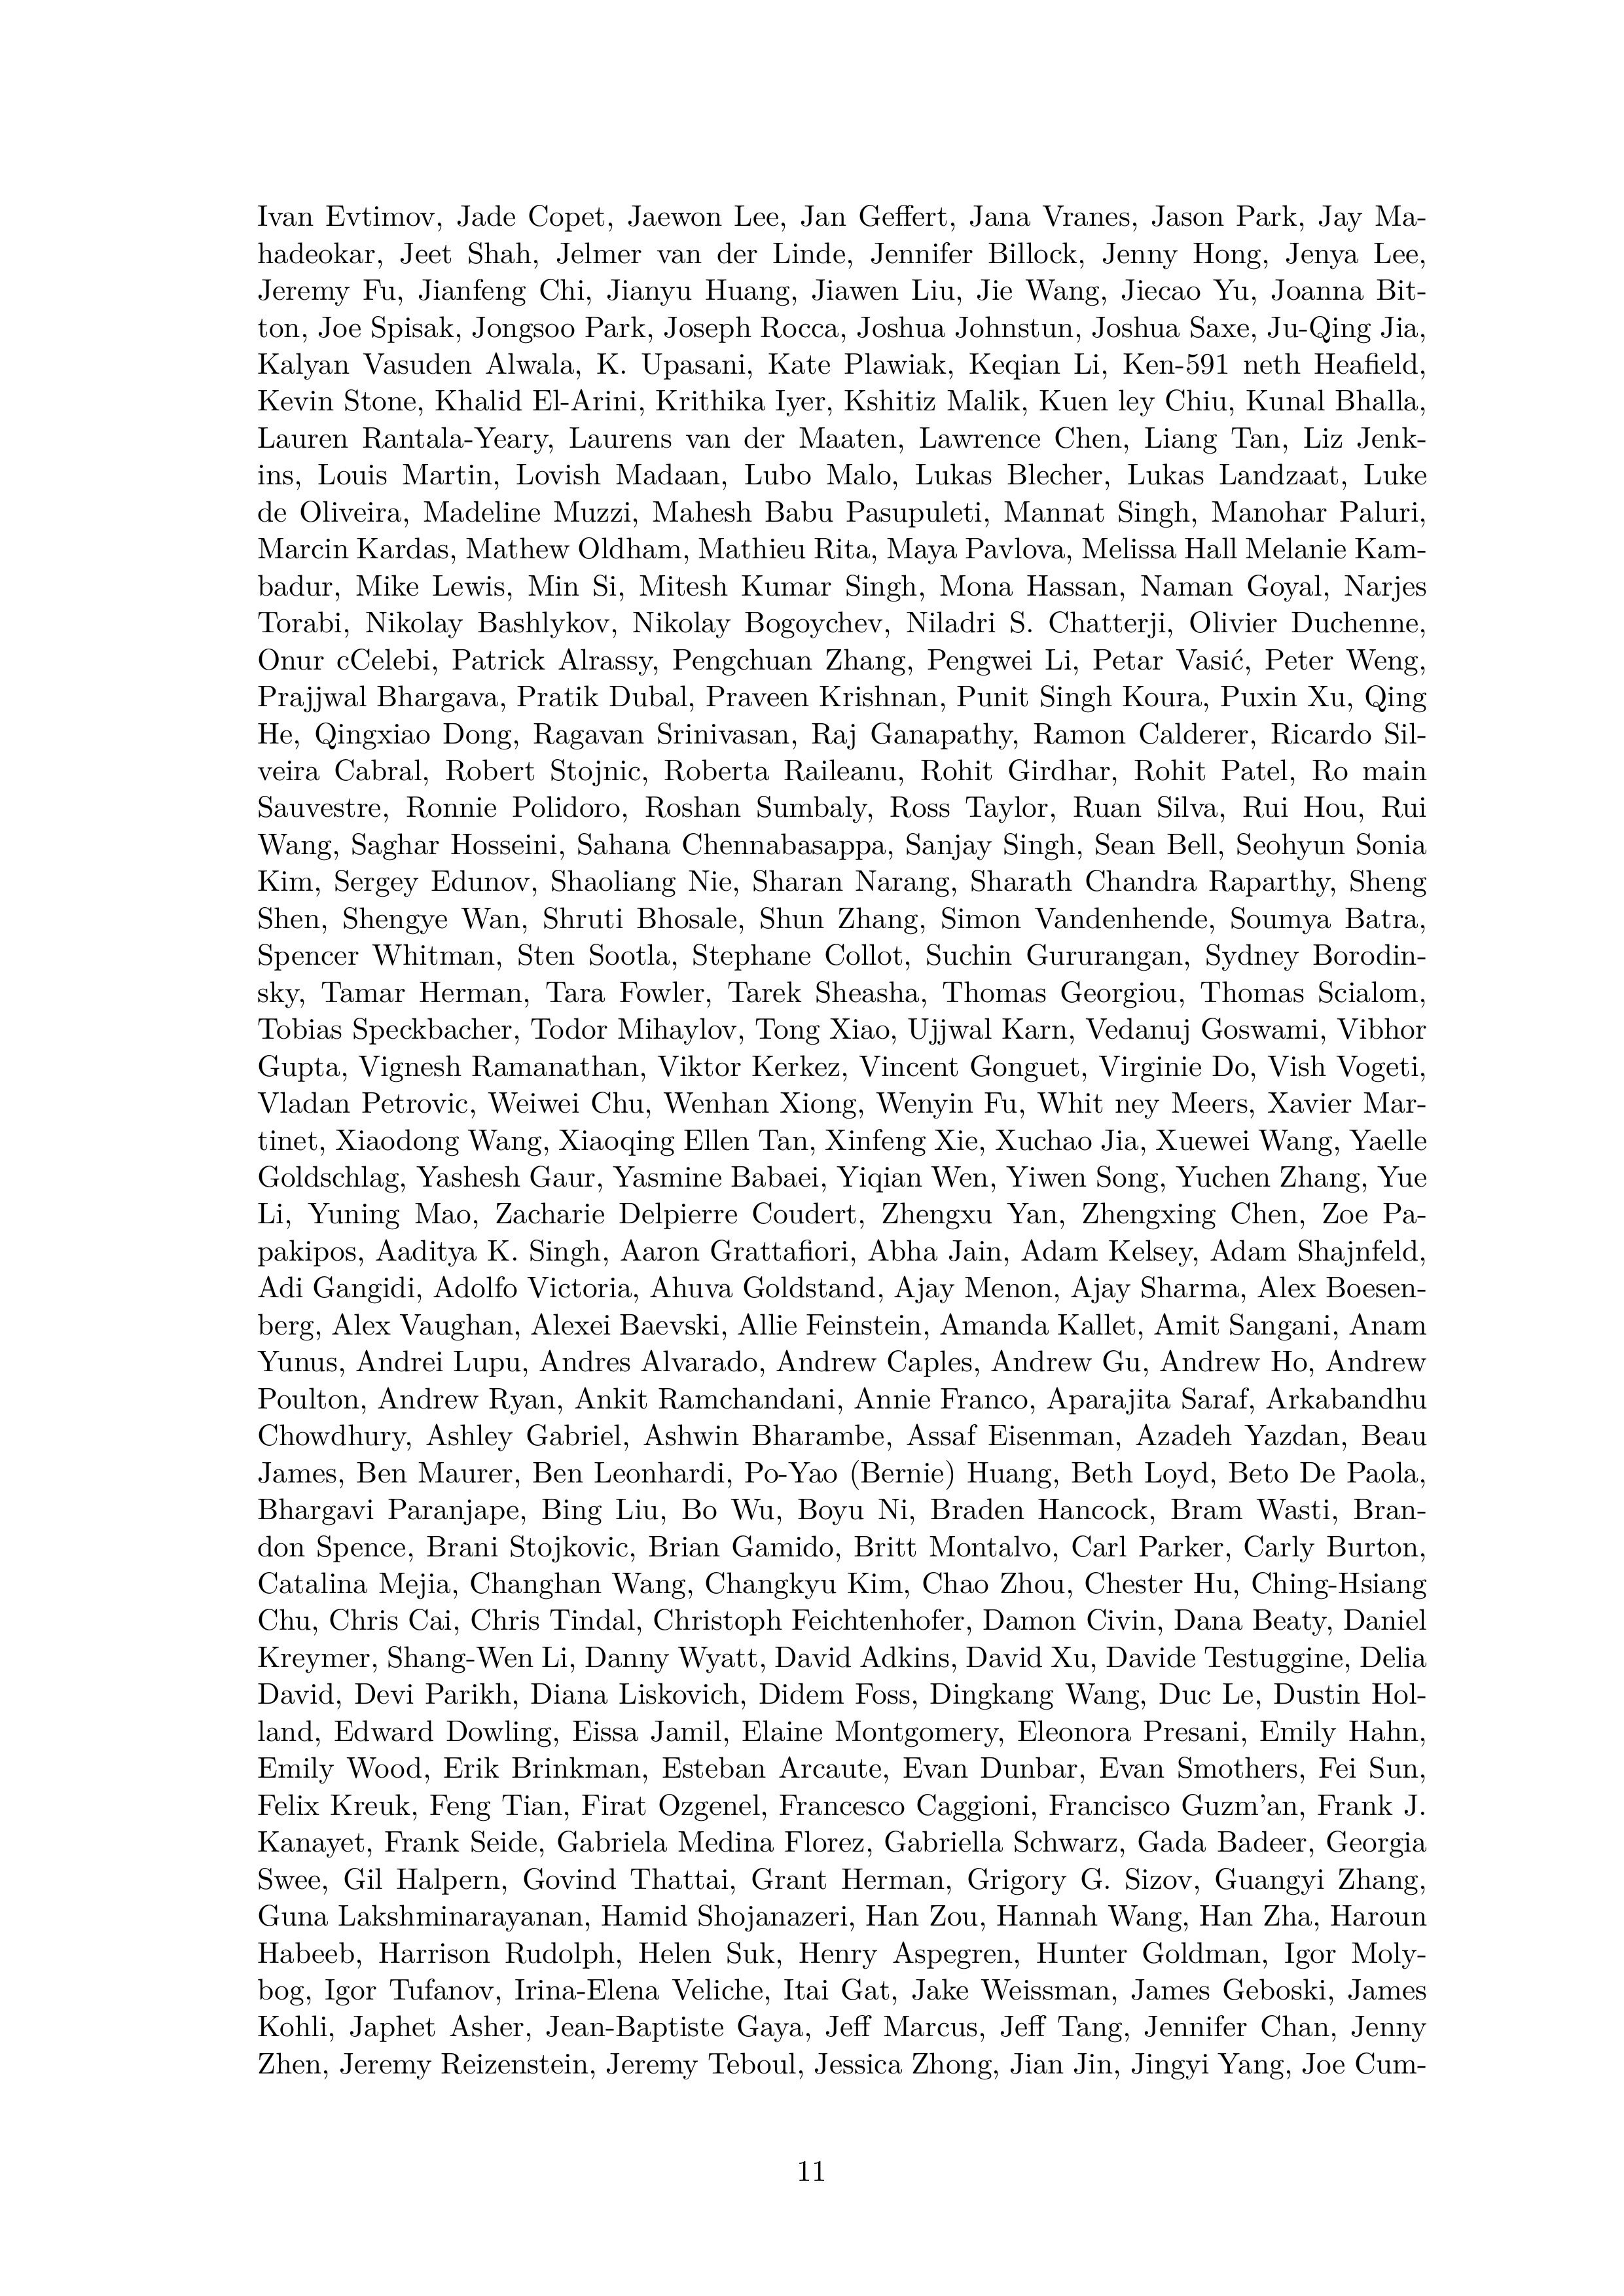 Ivan Evtimov, Jade Copet, Jaewon Lee, Jan Geffert, Jana Vranes, Jason Park, Jay Ma-
hadeokar, Jeet Shah, Jelmer van der Linde, Jennifer Billock, Jenny Hong, Jenya Lee,
Jeremy Fu, Jianfeng Chi, Jianyu Huang, Jiawen Liu, Jie Wang, Jiecao Yu, Joanna Bit-
ton, Joe Spisak, Jongsoo Park, Joseph Rocca, Joshua Johnstun, Joshua Saxe, Ju-Qing Jia,
Kalyan Vasuden Alwala, K. Upasani, Kate Plawiak, Keqian Li, Ken-591 neth Heafield,
Kevin Stone, Khalid El-Arini, Krithika Iyer, Kshitiz Malik, Kuen ley Chiu, Kunal Bhalla,
Lauren Rantala-Yeary, Laurens van der Maaten, Lawrence Chen, Liang Tan, Liz Jenk-
ins, Louis Martin, Lovish Madaan, Lubo Malo, Lukas Blecher, Lukas Landzaat, Luke
de Oliveira, Madeline Muzzi, Mahesh Babu Pasupuleti, Mannat Singh, Manohar Paluri,
Marcin Kardas, Mathew Oldham, Mathieu Rita, Maya Pavlova, Melissa Hall Melanie Kam-
badur, Mike Lewis, Min Si, Mitesh Kumar Singh, Mona Hassan, Naman Goyal, Narjes
Torabi, Nikolay Bashlykov, Nikolay Bogoychev, Niladri S. Chatterji, Olivier Duchenne,
Onur cCelebi, Patrick Alrassy, Pengchuan Zhang, Pengwei Li, Petar Vasić, Peter Weng,
Prajjwal Bhargava, Pratik Dubal, Praveen Krishnan, Punit Singh Koura, Puxin Xu, Qing
He, Qingxiao Dong, Ragavan Srinivasan, Raj Ganapathy, Ramon Calderer, Ricardo Sil-
veira Cabral, Robert Stojnic, Roberta Raileanu, Rohit Girdhar, Rohit Patel, Ro main
Sauvestre, Ronnie Polidoro, Roshan Sumbaly, Ross Taylor, Ruan Silva, Rui Hou, Rui
Wang, Saghar Hosseini, Sahana Chennabasappa, Sanjay Singh, Sean Bell, Seohyun Sonia
Kim, Sergey Edunov, Shaoliang Nie, Sharan Narang, Sharath Chandra Raparthy, Sheng
Shen, Shengye Wan, Shruti Bhosale, Shun Zhang, Simon Vandenhende, Soumya Batra,
Spencer Whitman, Sten Sootla, Stephane Collot, Suchin Gururangan, Sydney Borodin-
sky, Tamar Herman, Tara Fowler, Tarek Sheasha, Thomas Georgiou, Thomas Scialom,
Tobias Speckbacher, Todor Mihaylov, Tong Xiao, Ujjwal Karn, Vedanuj Goswami, Vibhor
Gupta, Vignesh Ramanathan, Viktor Kerkez, Vincent Gonguet, Virginie Do, Vish Vogeti,
Vladan Petrovic, Weiwei Chu, Wenhan Xiong, Wenyin Fu, Whit ney Meers, Xavier Mar-
tinet, Xiaodong Wang, Xiaoqing Ellen Tan, Xinfeng Xie, Xuchao Jia, Xuewei Wang, Yaelle
Goldschlag, Yashesh Gaur, Yasmine Babaei, Yiqian Wen, Yiwen Song, Yuchen Zhang, Yue
Li, Yuning Mao, Zacharie Delpierre Coudert, Zhengxu Yan, Zhengxing Chen, Zoe Pa-
pakipos, Aaditya K. Singh, Aaron Grattafiori, Abha Jain, Adam Kelsey, Adam Shajnfeld,
Adi Gangidi, Adolfo Victoria, Ahuva Goldstand, Ajay Menon, Ajay Sharma, Alex Boesen-
berg, Alex Vaughan, Alexei Baevski, Allie Feinstein, Amanda Kallet, Amit Sangani, Anam
Yunus, Andrei Lupu, Andres Alvarado, Andrew Caples, Andrew Gu, Andrew Ho, Andrew
Poulton, Andrew Ryan, Ankit Ramchandani, Annie Franco, Aparajita Saraf, Arkabandhu
Chowdhury, Ashley Gabriel, Ashwin Bharambe, Assaf Eisenman, Azadeh Yazdan, Beau
James, Ben Maurer, Ben Leonhardi, Po-Yao (Bernie) Huang, Beth Loyd, Beto De Paola,
Bhargavi Paranjape, Bing Liu, Bo Wu, Boyu Ni, Braden Hancock, Bram Wasti, Bran-
don Spence, Brani Stojkovic, Brian Gamido, Britt Montalvo, Carl Parker, Carly Burton,
Catalina Mejia, Changhan Wang, Changkyu Kim, Chao Zhou, Chester Hu, Ching-Hsiang
Chu, Chris Cai, Chris Tindal, Christoph Feichtenhofer, Damon Civin, Dana Beaty, Daniel
Kreymer, Shang-Wen Li, Danny Wyatt, David Adkins, David Xu, Davide Testuggine, Delia
David, Devi Parikh, Diana Liskovich, Didem Foss, Dingkang Wang, Duc Le, Dustin Hol-
land, Edward Dowling, Eissa Jamil, Elaine Montgomery, Eleonora Presani, Emily Hahn,
Emily Wood, Erik Brinkman, Esteban Arcaute, Evan Dunbar, Evan Smothers, Fei Sun,
Felix Kreuk, Feng Tian, Firat Ozgenel, Francesco Caggioni, Francisco Guzm'an, Frank J.
Kanayet, Frank Seide, Gabriela Medina Florez, Gabriella Schwarz, Gada Badeer, Georgia
Swee, Gil Halpern, Govind Thattai, Grant Herman, Grigory G. Sizov, Guangyi Zhang,
Guna Lakshminarayanan, Hamid Shojanazeri, Han Zou, Hannah Wang, Han Zha, Haroun
Habeeb, Harrison Rudolph, Helen Suk, Henry Aspegren, Hunter Goldman, Igor Moly-
bog, Igor Tufanov, Irina-Elena Veliche, Itai Gat, Jake Weissman, James Geboski, James
Kohli, Japhet Asher, Jean-Baptiste Gaya, Jeff Marcus, Jeff Tang, Jennifer Chan, Jenny
Zhen, Jeremy Reizenstein, Jeremy Teboul, Jessica Zhong, Jian Jin, Jingyi Yang, Joe Cum-
11